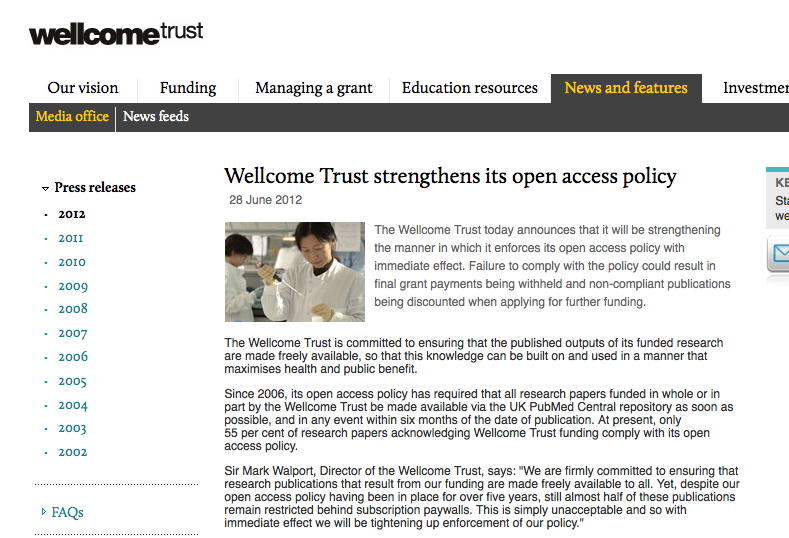 wellcometrust
Our vision
Funding
Managing a grant
Education resources
News and features
Media office
News feeds
Press releases
2012
2011
2010
2009
2008
2007
2006
2005
2004
2003
2002
FAQs
Wellcome Trust strengthens its open access policy
28 June 2012
The Wellcome Trust today announces that it will be strengthening
the manner in which it enforces its open access policy with
immediate effect. Failure to comply with the policy could result in
final grant payments being withheld and non-compliant publications
being discounted when applying for further funding.
The Wellcome Trust is committed to ensuring that the published outputs of its funded research
are made freely available, so that this knowledge can be built on and used in a manner that
maximises health and public benefit.
Since 2006, its open access policy has required that all research papers funded in whole or in
part by the Wellcome Trust be made available via the UK PubMed Central repository as soon as
possible, and in any event within six months of the date of publication. At present, only
55 per cent of research papers acknowledging Wellcome Trust funding comply with its open
access policy.
Sir Mark Walport, Director of the Wellcome Trust, says: "We are firmly committed to ensuring that
research publications that result from our funding are made freely available to all. Yet, despite our
open access policy having been in place for over five years, still almost half of these publications
remain restricted behind subscription paywalls. This is simply unacceptable and so with
immediate effect we will be tightening up enforcement of our policy."